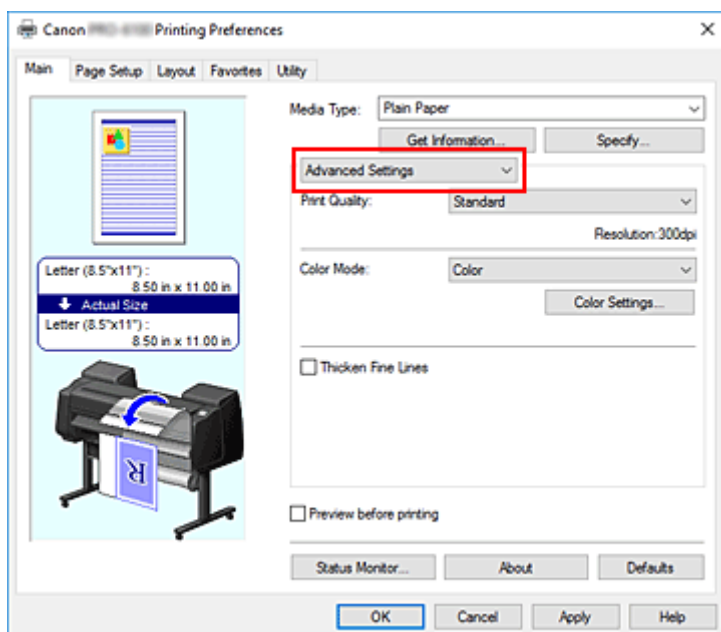 Canon Printing Preferences
Main Page Setup Layout Favorites Utility
Media Type: Plain Paper
Get Information... Specify...
Advanced Settings
Print Quality: Standard
Resolution:300dpi
Letter (8.5"x11") :
8.50 in x 11.00 in
Actual Size
Letter (8.5"x11") :
8.50 in x 11.00 in
Color Mode: Color
Color Settings...
Thicken Fine Lines
R
Preview before printing
Status Monitor... About Defaults
OK Cancel Apply Help